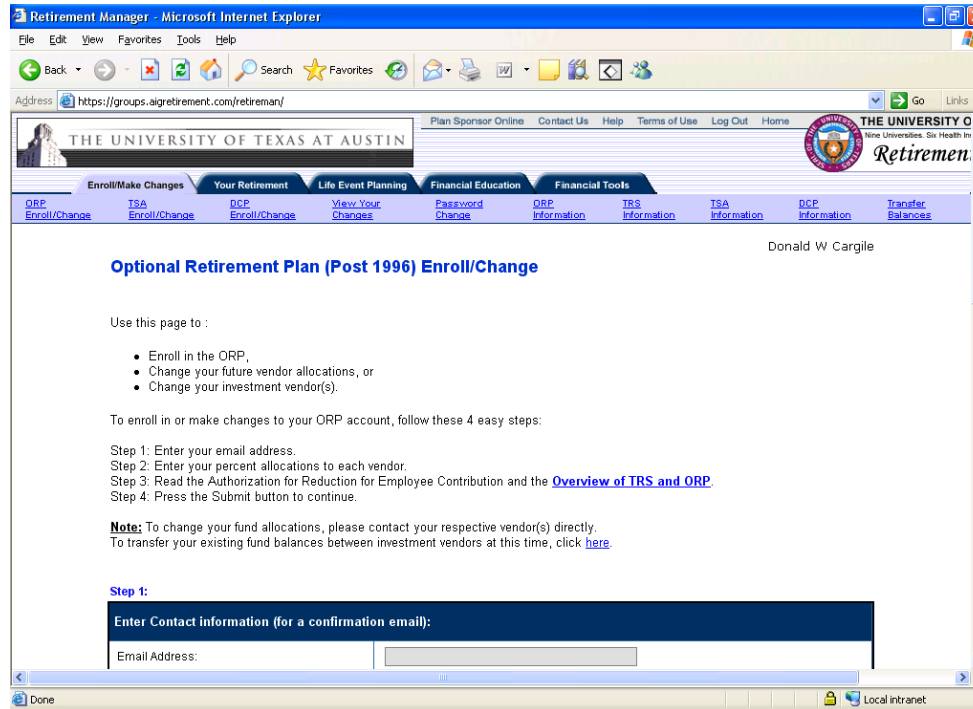 Retirement Manager - Microsoft Internet Explorer
File Edit View Favorites Tools Help
Back Search Favorites
Address https://groups.aigretirement.com/retireman/ Go Links
Plan Sponsor Online Contact Us Help Terms of Use Log Out Home
THE UNIVERSITY OF TEXAS AT AUSTIN
THE UNIVERSITY O
Nine Universities. Six Health In
Retiremen
Enroll/Make Changes Your Retirement Life Event Planning Financial Education Financial Tools
ORP Enroll/Change TSA Enroll/Change DCP Enroll/Change View Your Changes Password Change ORP Information TRS Information TSA Information DCP Information Transfer Balances
Donald W Cargile
Optional Retirement Plan (Post 1996) Enroll/Change
Use this page to :
• Enroll in the ORP,
• Change your future vendor allocations, or
• Change your investment vendor(s).
To enroll in or make changes to your ORP account, follow these 4 easy steps:
Step 1: Enter your email address.
Step 2: Enter your percent allocations to each vendor.
Step 3: Read the Authorization for Reduction for Employee Contribution and the Overview of TRS and ORP.
Step 4: Press the Submit button to continue.
Note: To change your fund allocations, please contact your respective vendor(s) directly.
To transfer your existing fund balances between investment vendors at this time, click here.
Step 1:
Enter Contact information (for a confirmation email):
Email Address:
Done Local intranet